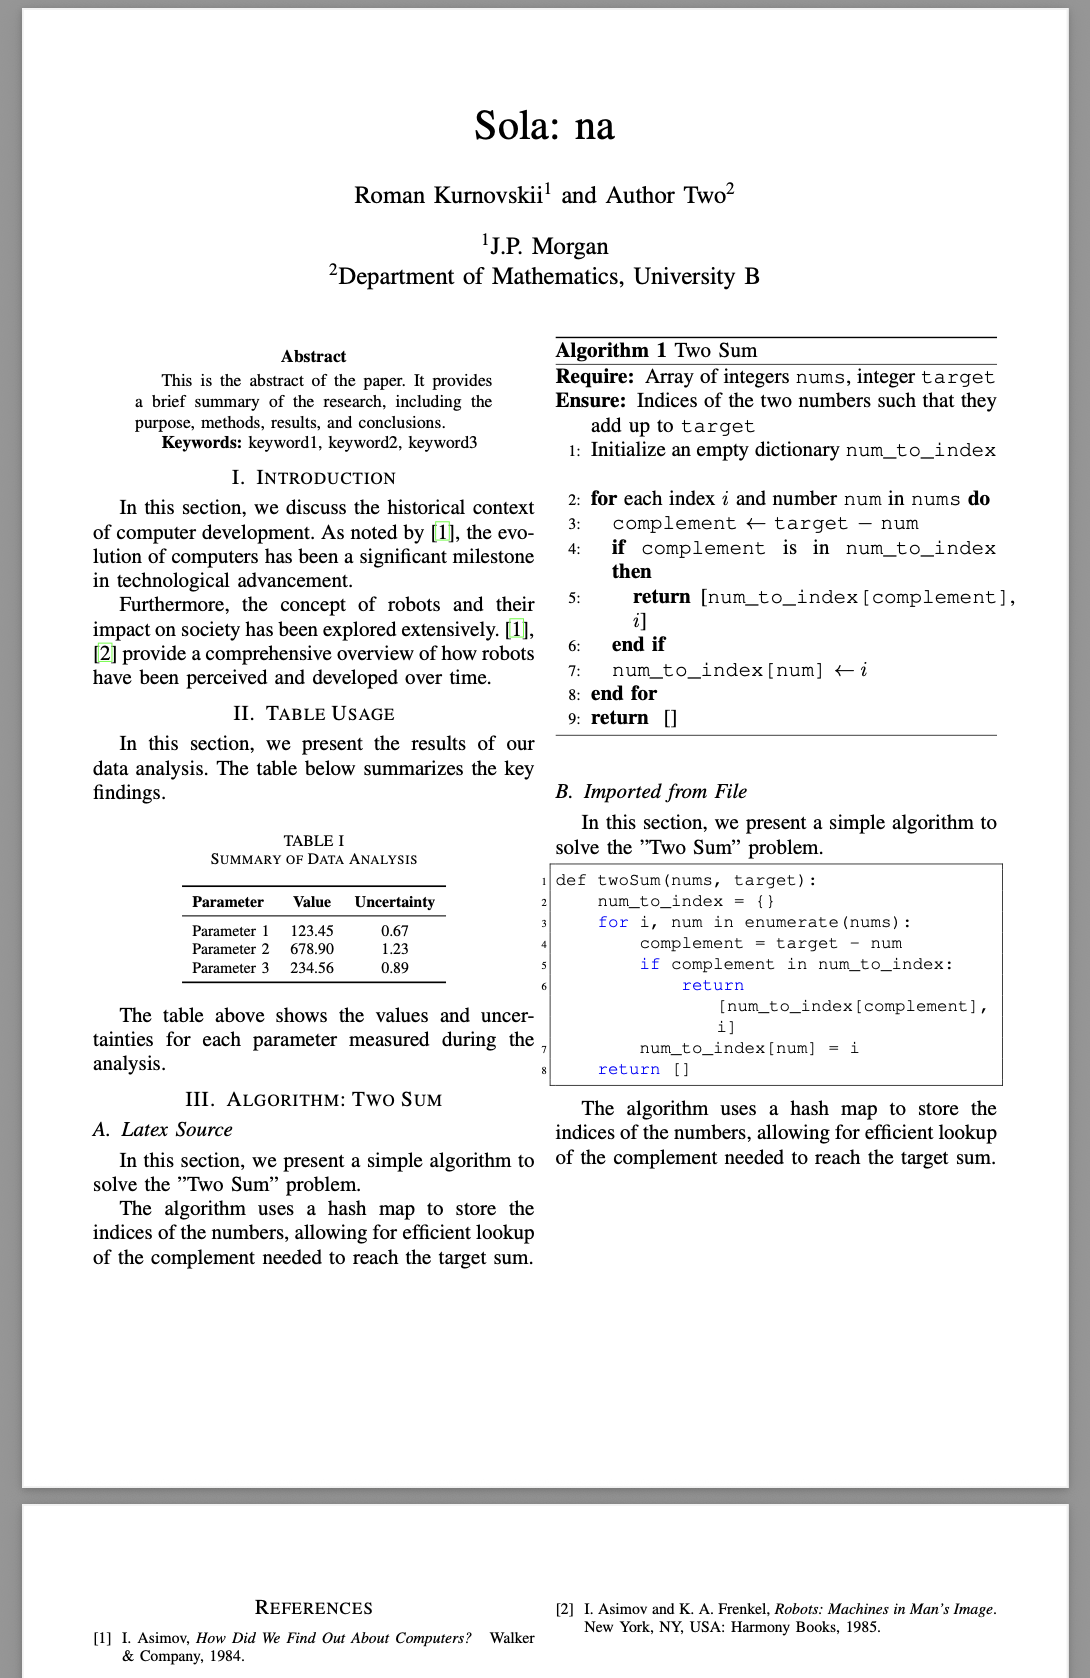 Sola: na
Roman Kurnovskii¹ and Author Two²
¹J.P. Morgan
²Department of Mathematics, University B
Abstract
This is the abstract of the paper. It provides
a brief summary of the research, including the
purpose, methods, results, and conclusions.
Keywords: keyword1, keyword2, keyword3
I. Introduction
In this section, we discuss the historical context
of computer development. As noted by [1], the evo-
lution of computers has been a significant milestone
in technological advancement.
Furthermore, the concept of robots and their
impact on society has been explored extensively. [1],
[2] provide a comprehensive overview of how robots
have been perceived and developed over time.
II. Table Usage
In this section, we present the results of our
data analysis. The table below summarizes the key
findings.
TABLE I
Summary of Data Analysis
Parameter Value Uncertainty
Parameter 1 123.45 0.67
Parameter 2 678.90 1.23
Parameter 3 234.56 0.89
The table above shows the values and uncer-
tainties for each parameter measured during the
analysis.
III. Algorithm: Two Sum
A. Latex Source
In this section, we present a simple algorithm to
solve the ”Two Sum” problem.
The algorithm uses a hash map to store the
indices of the numbers, allowing for efficient lookup
of the complement needed to reach the target sum.
Algorithm 1 Two Sum
Require: Array of integers nums, integer target
Ensure: Indices of the two numbers such that they
add up to target
1: Initialize an empty dictionary num_to_index
2: for each index i and number num in nums do
3: complement ← target − num
4: if complement is in num_to_index
then
5: return [num_to_index[complement],
i]
6: end if
7: num_to_index[num] ← i
8: end for
9: return []
B. Imported from File
In this section, we present a simple algorithm to
solve the ”Two Sum” problem.
1 def twoSum(nums, target):
2 num_to_index = {}
3 for i, num in enumerate(nums):
4 complement = target - num
5 if complement in num_to_index:
6 return
[num_to_index[complement],
i]
7 num_to_index[num] = i
8 return []
The algorithm uses a hash map to store the
indices of the numbers, allowing for efficient lookup
of the complement needed to reach the target sum.
References
[1] I. Asimov, How Did We Find Out About Computers? Walker
& Company, 1984.
[2] I. Asimov and K. A. Frenkel, Robots: Machines in Man’s Image.
New York, NY, USA: Harmony Books, 1985.